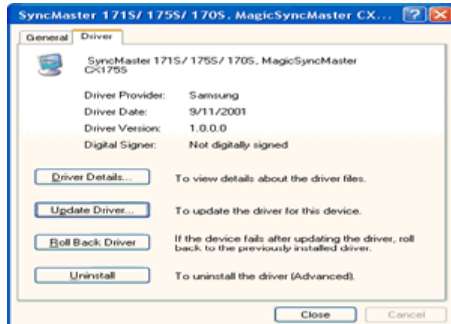 SyncMaster 171S/ 175S/ 170S, MagicSyncMaster CX...
General
Driver
SyncMaster 171S/ 175S/ 170S, MagicSyncMaster
CX175S
Driver Provider: Samsung
Driver Date: 9/11/2001
Driver Version: 1.0.0.0
Digital Signer: Not digitally signed
Driver Details... To view details about the driver files.
Update Driver... To update the driver for this device.
Roll Back Driver If the device fails after updating the driver, roll
back to the previously installed driver.
Uninstall To uninstall the driver (Advanced).
Close Cancel